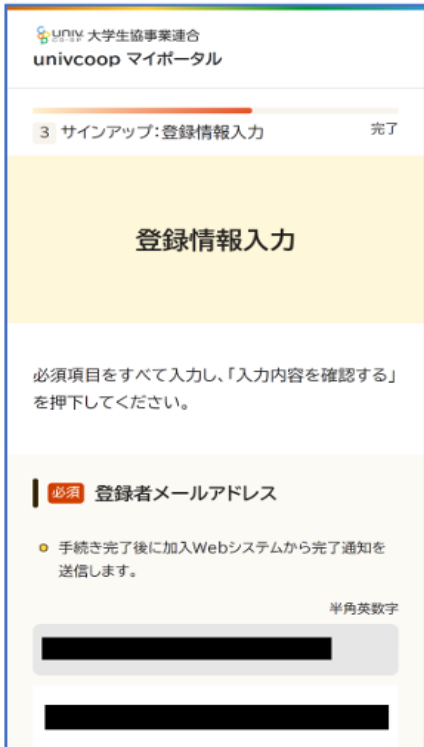 univ. 大学生協事業連合
CO-OP
univcoop マイポータル
3 サインアップ：登録情報入力 完了
登録情報入力
必須項目をすべて入力し、「入力内容を確認する」
を押下してください。
必須 登録者メールアドレス
手続き完了後に加入Webシステムから完了通知を
送信します。
半角英数字